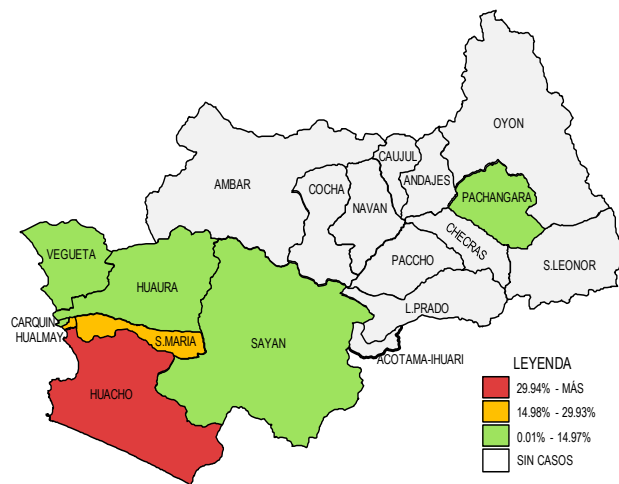 OYON
CAUJUL
ANDAJES
AMBAR
COCHA
NAVAN
PACHANGARA
CHECRAS
VEGUETA
PACCHO
S.LEONOR
HUAURA
L.PRADO
CARQUIN
HUALMAY
S.MARIA
SAYAN
ACOTAMA-IHUARI
HUACHO
LEYENDA
29.94% - MÁS
14.98% - 29.93%
0.01% - 14.97%
SIN CASOS